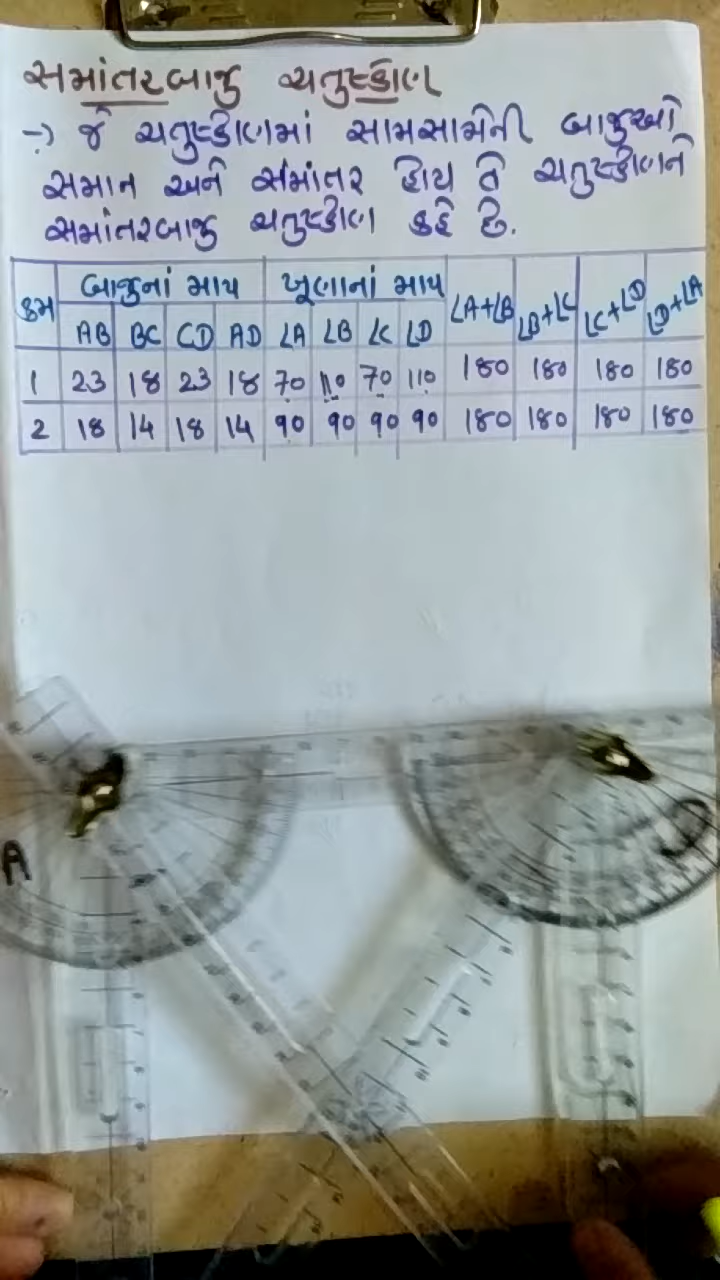 સમાંતરબાજુ ચતુષ્કોણ
→ જે ચતુષ્કોણમાં સામસામેની બાજુઓ
સમાન અને સમાંતર હોય તે ચતુષ્કોણને
સમાંતરબાજુ ચતુષ્કોણ કહે છે.
ક્રમ બાજુનાં માપ ખૂણાનાં માપ ∠A+∠B ∠B+∠C ∠C+∠D ∠D+∠A
AB BC CD AD ∠A ∠B ∠C ∠D
1 23 18 23 18 70 110 70 110 180 180 180 180
2 18 14 18 14 90 90 90 90 180 180 180 180
A
D